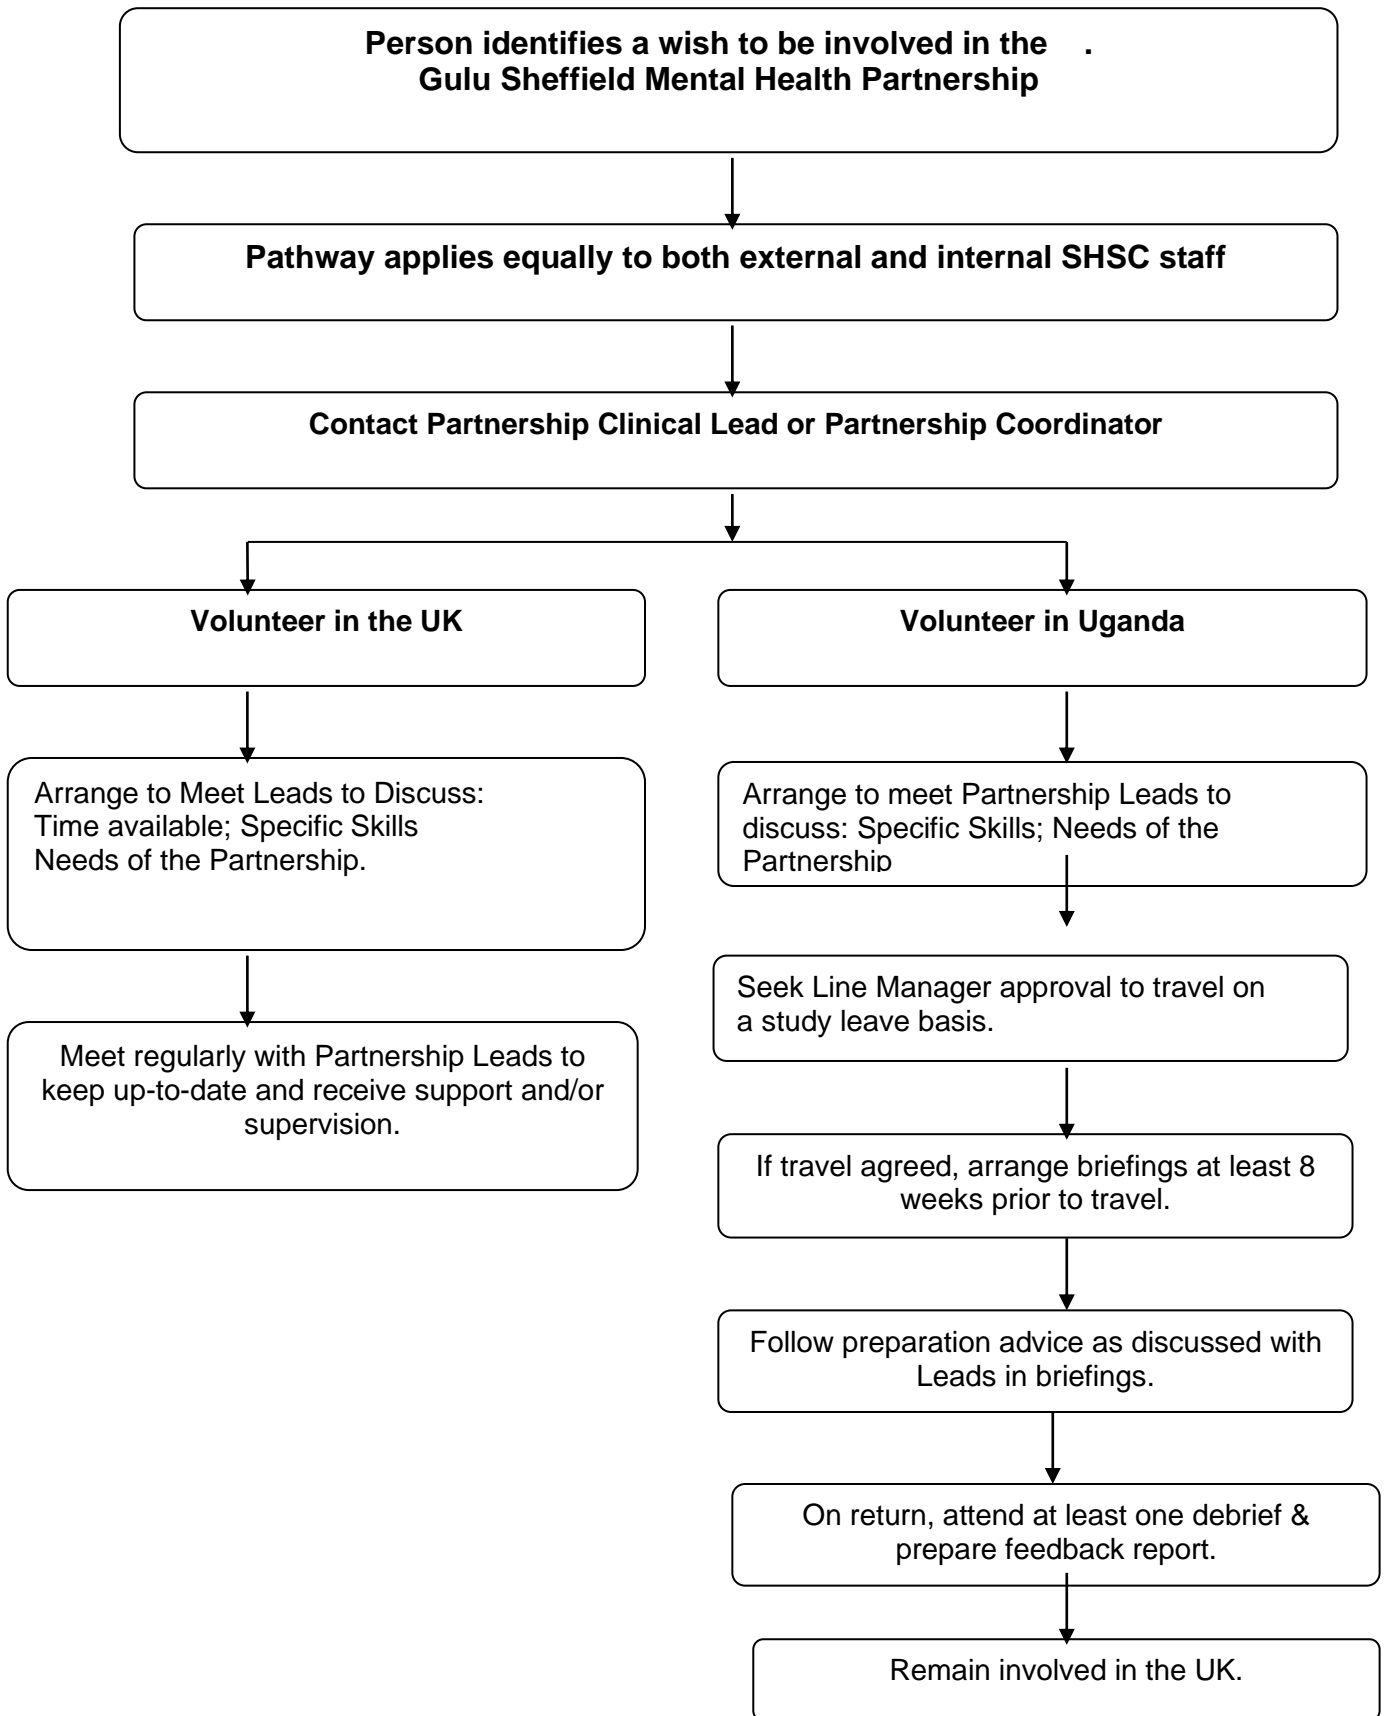 Person identifies a wish to be involved in the .
Gulu Sheffield Mental Health Partnership
Pathway applies equally to both external and internal SHSC staff
Contact Partnership Clinical Lead or Partnership Coordinator
Volunteer in the UK
Volunteer in Uganda
Arrange to Meet Leads to Discuss:
Time available; Specific Skills
Needs of the Partnership.
Arrange to meet Partnership Leads to
discuss: Specific Skills; Needs of the
Partnership
Meet regularly with Partnership Leads to
keep up-to-date and receive support and/or
supervision.
Seek Line Manager approval to travel on
a study leave basis.
If travel agreed, arrange briefings at least 8
weeks prior to travel.
Follow preparation advice as discussed with
Leads in briefings.
On return, attend at least one debrief &
prepare feedback report.
Remain involved in the UK.